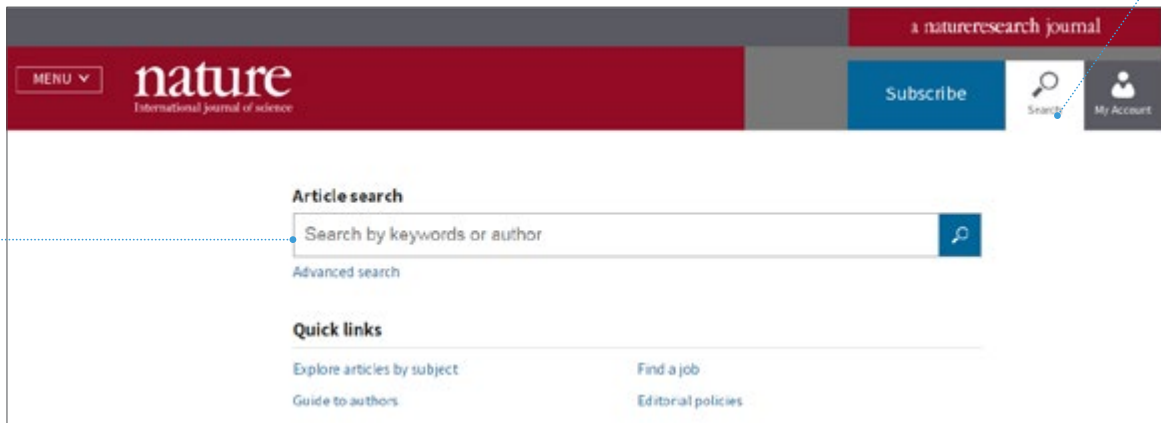 a natureresearch journal
MENU
nature
International journal of science
Subscribe
Search
My Account
Article search
Search by keywords or author
Advanced search
Quick links
Explore articles by subject
Find a job
Guide to authors
Editorial policies